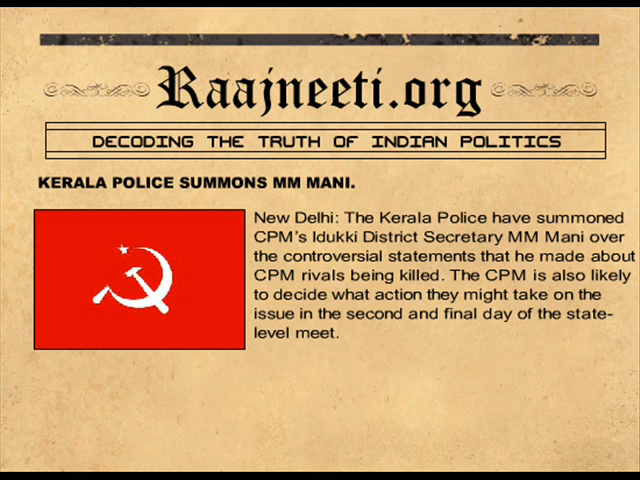 Raajneeti.org
DECODING THE TRUTH OF INDIAN POLITICS
KERALA POLICE SUMMONS MM MANI.
New Delhi: The Kerala Police have summoned
CPM's Idukki District Secretary MM Mani over
the controversial statements that he made about
CPM rivals being killed. The CPM is also likely
to decide what action they might take on the
issue in the second and final day of the state-
level meet.